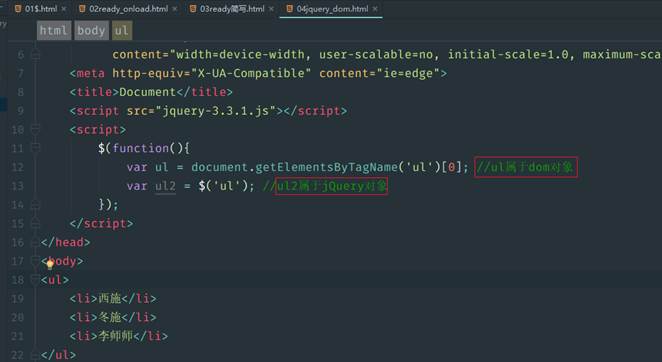 01$.html × 02ready_onload.html × 03ready简写.html × 04jquery_dom.html ×
html body ul
6 content="width=device-width, user-scalable=no, initial-scale=1.0, maximum-sca
7 <meta http-equiv="X-UA-Compatible" content="ie=edge">
8 <title>Document</title>
9 <script src="jquery-3.3.1.js"></script>
10 <script>
11 $(function(){
12 var ul = document.getElementsByTagName('ul')[0]; //ul属于dom对象
13 var ul2 = $('ul'); //ul2属于jQuery对象
14 });
15 </script>
16 </head>
17 <body>
18 <ul>
19 <li>西施</li>
20 <li>冬施</li>
21 <li>李师师</li>
22 </ul>